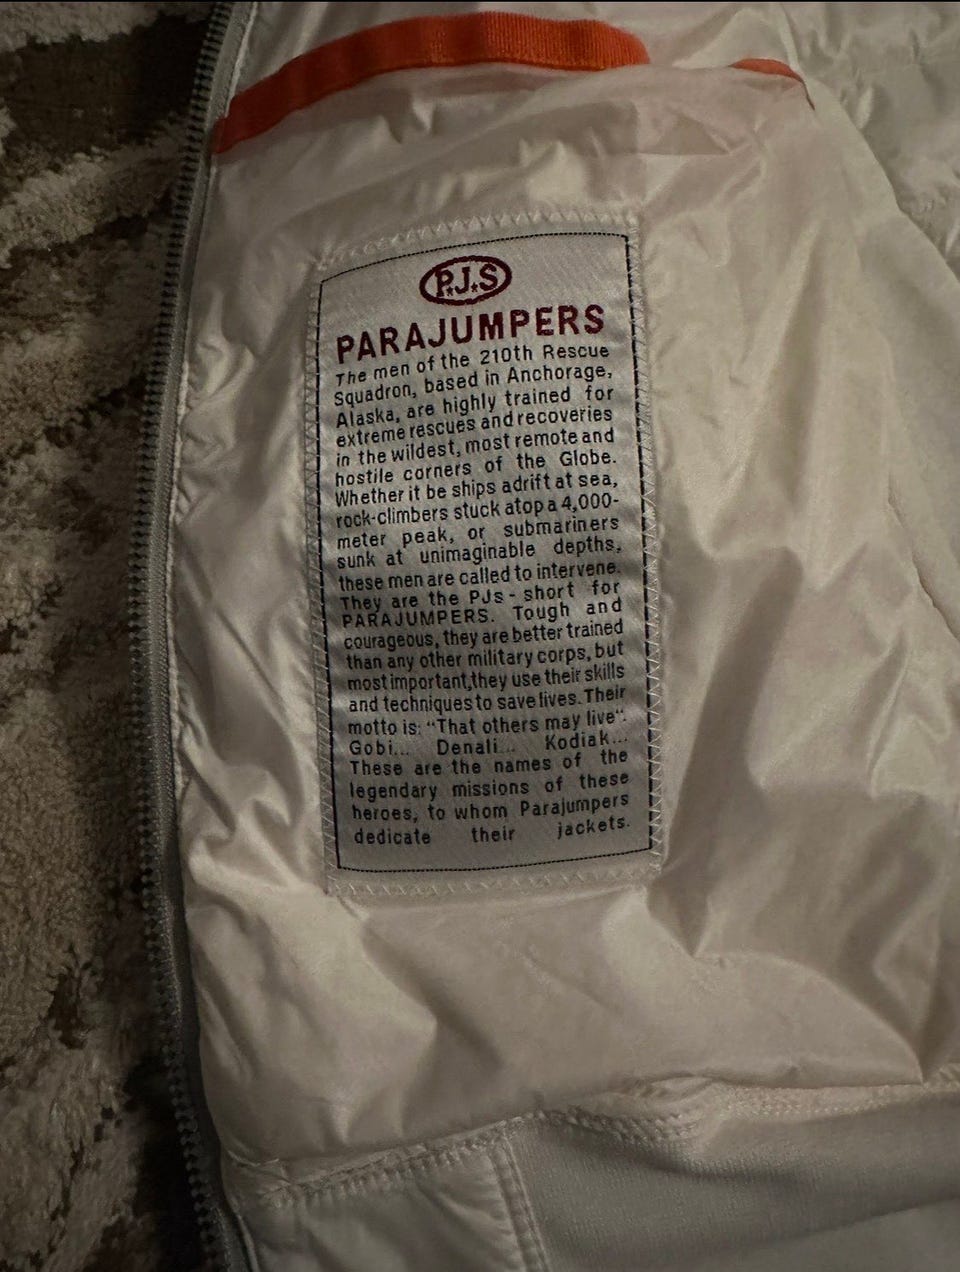 P.J.S
PARAJUMPERS
The men of the 210th Rescue
Squadron, based in Anchorage,
Alaska, are highly trained for
extreme rescues and recoveries
in the wildest, most remote and
hostile corners of the Globe.
Whether it be ships adrift at sea,
rock-climbers stuck atop a 4,000-
meter peak, or submariners
sunk at unimaginable depths,
these men are called to intervene.
They are the PJs - short for
PARAJUMPERS. Tough and
courageous, they are better trained
than any other military corps, but
most important,they use their skills
and techniques to save lives. Their
motto is: “That others may live“.
Gobi... Denali... Kodiak...
These are the names of the
legendary missions of these
heroes, to whom Parajumpers
dedicate their jackets.